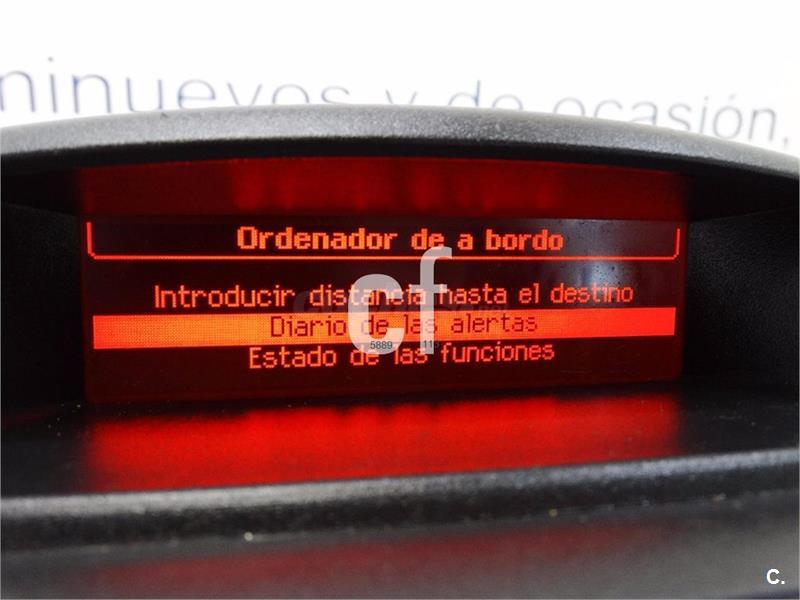 minuevos y de ocasión,
Ordenador de a bordo
Introducir distancia hasta el destino
Diario de las alertas
Estado de las funciones
cf
5889
c.